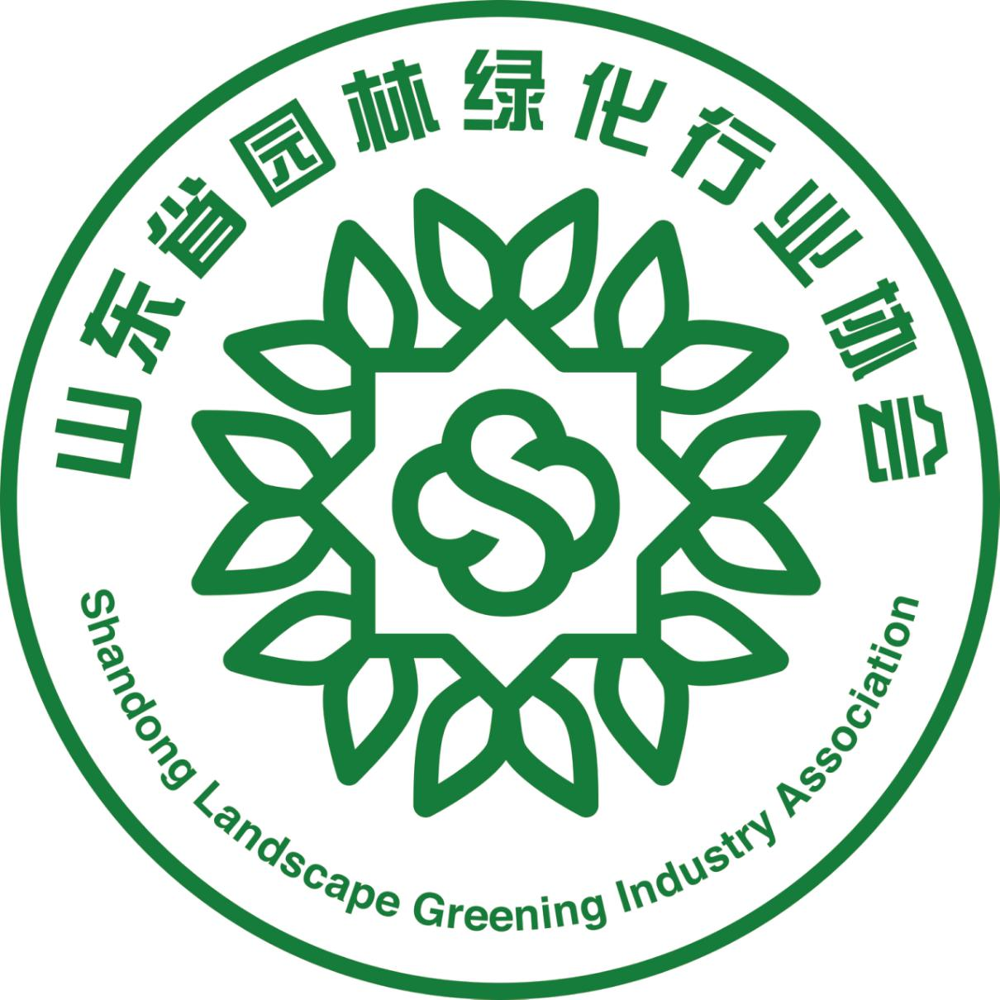 山东省园林绿化行业协会
S
Shandong Landscape Greening Industry Association